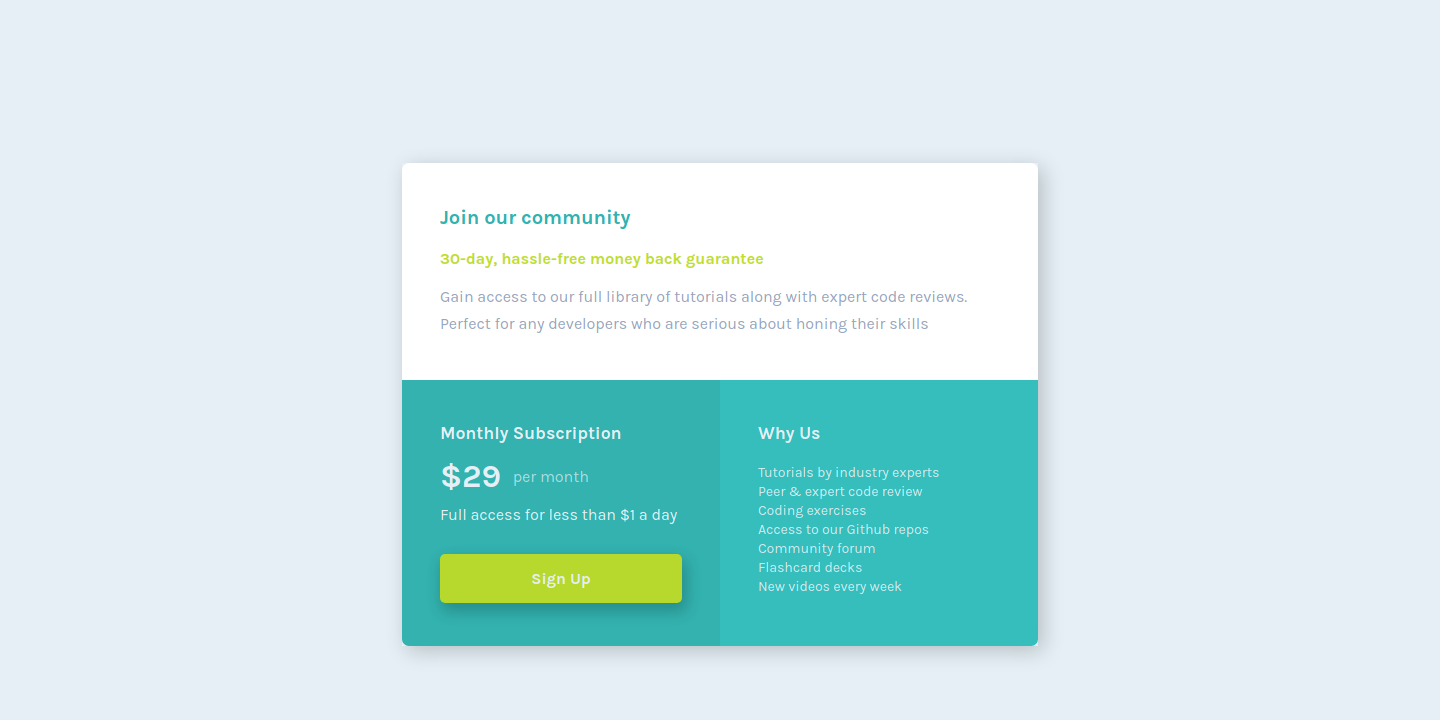 Join our community
30-day, hassle-free money back guarantee
Gain access to our full library of tutorials along with expert code reviews.
Perfect for any developers who are serious about honing their skills
Monthly Subscription
$29 per month
Full access for less than $1 a day
Sign Up
Why Us
Tutorials by industry experts
Peer & expert code review
Coding exercises
Access to our Github repos
Community forum
Flashcard decks
New videos every week